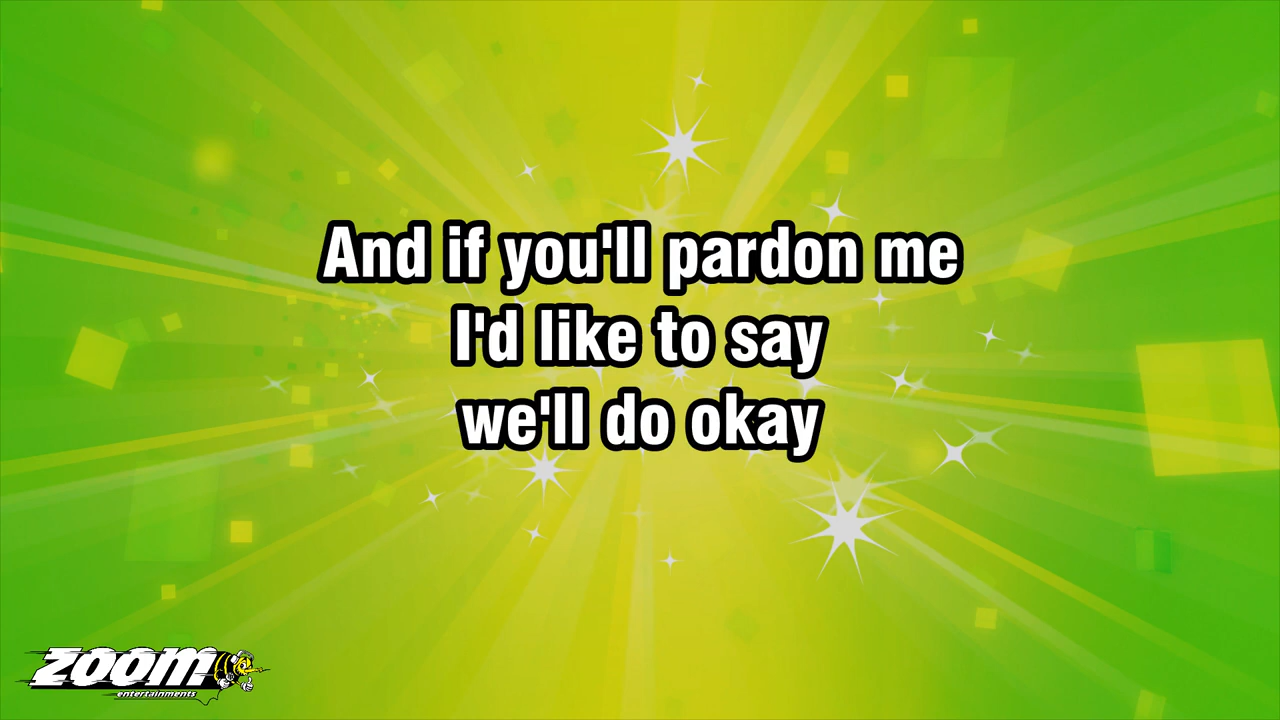 And if you'll pardon me
I'd like to say
we'll do okay
zoom
entertainments